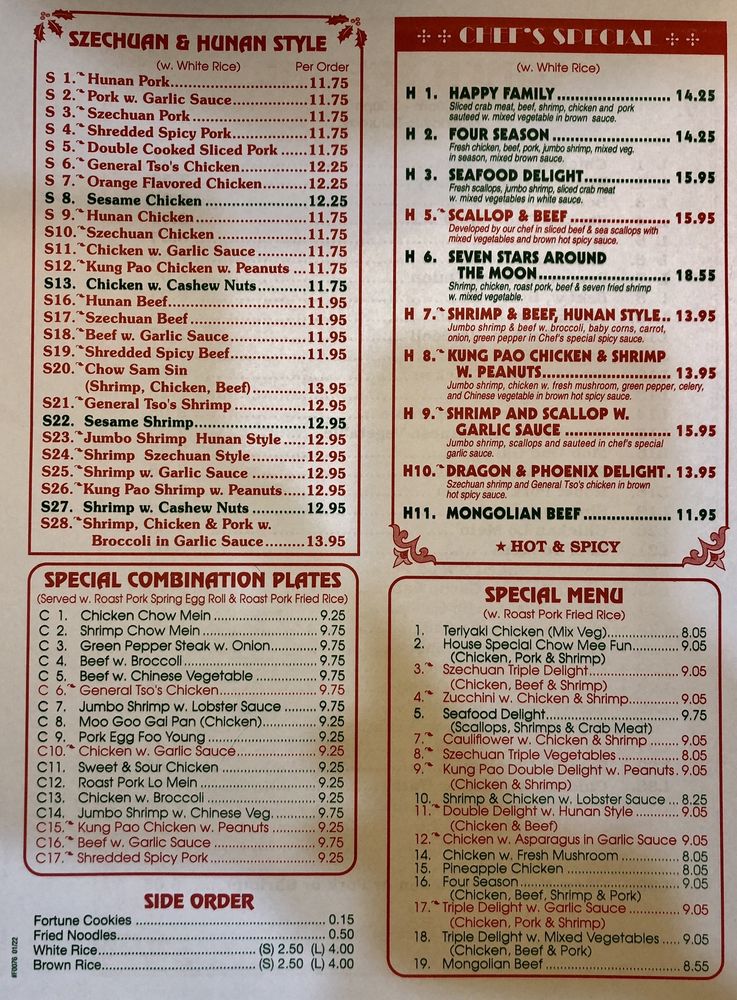 SZECHUAN & HUNAN STYLE
(w. White Rice) Per Order
S 1. Hunan Pork........................11.75
S 2. Pork w. Garlic Sauce................11.75
S 3. Szechuan Pork......................11.75
S 4. Shredded Spicy Pork................11.75
S 5. Double Cooked Sliced Pork .....11.75
S 6. General Tso's Chicken..............12.25
S 7. Orange Flavored Chicken..........12.25
S 8. Sesame Chicken ......................12.25
S 9. Hunan Chicken.......................11.75
S10. Szechuan Chicken ..................11.75
S11. Chicken w. Garlic Sauce...........11.75
S12. Kung Pao Chicken w. Peanuts ...11.75
S13. Chicken w. Cashew Nuts..........11.75
S16. Hunan Beef...........................11.95
S17. Szechuan Beef.......................11.95
S18. Beef w. Garlic Sauce...............11.95
S19. Shredded Spicy Beef...............11.95
S20. Chow Sam Sin
(Shrimp, Chicken, Beef)..........13.95
S21. General Tso's Shrimp ..............12.95
S22. Sesame Shrimp.......................12.95
S23. Jumbo Shrimp Hunan Style .....12.95
S24. Shrimp Szechuan Style...........12.95
S25. Shrimp w. Garlic Sauce ..........12.95
S26. Kung Pao Shrimp w. Peanuts.....12.95
S27. Shrimp w. Cashew Nuts ...........12.95
S28. Shrimp, Chicken & Pork w.
Broccoli in Garlic Sauce.........13.95
CHEF'S SPECIAL
(w. White Rice)
H 1. HAPPY FAMILY........................ 14.25
Sliced crab meat, beef, shrimp, chicken and pork
sauteed w. mixed vegetable in brown sauce.
H 2. FOUR SEASON ........................ 14.25
Fresh chicken, beef, pork, jumbo shrimp, mixed veg.
in season, mixed brown sauce.
H 3. SEAFOOD DELIGHT................... 15.95
Fresh scallops, jumbo shrimp, sliced crab meat
w. mixed vegetables in white sauce.
H 5. SCALLOP & BEEF ..................... 15.95
Developed by our chef in sliced beef & sea scallops with
mixed vegetables and brown hot spicy sauce.
H 6. SEVEN STARS AROUND
THE MOON.......................... 18.55
Shrimp, chicken, roast pork, beef & seven fried shrimp
w. mixed vegetable.
H 7. SHRIMP & BEEF, HUNAN STYLE.. 13.95
Jumbo shrimp & beef w. broccoli, baby corns, carrot,
onion, green pepper in Chef's special spicy sauce.
H 8. KUNG PAO CHICKEN & SHRIMP
W. PEANUTS.......................... 13.95
Jumbo shrimp, chicken w. fresh mushroom, green pepper, celery,
and Chinese vegetable in brown hot spicy sauce.
H 9. SHRIMP AND SCALLOP W.
GARLIC SAUCE ...................... 15.95
Jumbo shrimp, scallops and sauteed in chef's special
garlic sauce.
H10. DRAGON & PHOENIX DELIGHT. 13.95
Szechuan shrimp and General Tso's chicken in brown
hot spicy sauce.
H11. MONGOLIAN BEEF.................... 11.95
★ HOT & SPICY
SPECIAL COMBINATION PLATES
(Served w. Roast Pork Spring Egg Roll & Roast Pork Fried Rice)
C 1. Chicken Chow Mein ........................ 9.25
C 2. Shrimp Chow Mein .......................... 9.75
C 3. Green Pepper Steak w. Onion............ 9.75
C 4. Beef w. Broccoli............................... 9.75
C 5. Beef w. Chinese Vegetable ............... 9.75
C 6. General Tso's Chicken...................... 9.75
C 7. Jumbo Shrimp w. Lobster Sauce ....... 9.75
C 8. Moo Goo Gai Pan (Chicken)............. 9.25
C 9. Pork Egg Foo Young ........................ 9.25
C10. Chicken w. Garlic Sauce.................. 9.25
C11. Sweet & Sour Chicken ..................... 9.25
C12. Roast Pork Lo Mein .......................... 9.25
C13. Chicken w. Broccoli ......................... 9.25
C14. Jumbo Shrimp w. Chinese Veg.......... 9.75
C15. Kung Pao Chicken w. Peanuts .......... 9.25
C16. Beef w. Garlic Sauce ....................... 9.75
C17. Shredded Spicy Pork ........................ 9.25
SIDE ORDER
Fortune Cookies ........................................ 0.15
Fried Noodles............................................ 0.50
White Rice............................ (S) 2.50 (L) 4.00
Brown Rice............................ (S) 2.50 (L) 4.00
#F0076 01/22
SPECIAL MENU
(w. Roast Pork Fried Rice)
1. Teriyaki Chicken (Mix Veg)................. 8.05
2. House Special Chow Mee Fun............ 9.05
(Chicken, Pork & Shrimp)
3. Szechuan Triple Delight..................... 9.05
(Chicken, Beef & Shrimp)
4. Zucchini w. Chicken & Shrimp............ 9.05
5. Seafood Delight............................... 9.75
(Scallops, Shrimps & Crab Meat)
7. Cauliflower w. Chicken & Shrimp ....... 9.05
8. Szechuan Triple Vegetables ............... 8.05
9. Kung Pao Double Delight w. Peanuts. 9.05
(Chicken & Shrimp)
10. Shrimp & Chicken w. Lobster Sauce ... 8.25
11. Double Delight w. Hunan Style........... 9.05
(Chicken & Beef)
12. Chicken w. Asparagus in Garlic Sauce 9.05
14. Chicken w. Fresh Mushroom .............. 8.05
15. Pineapple Chicken .......................... 8.05
16. Four Season.................................... 9.05
(Chicken, Beef, Shrimp & Pork)
17. Triple Delight w. Garlic Sauce ............ 9.05
(Chicken, Pork & Shrimp)
18. Triple Delight w. Mixed Vegetables ..... 9.05
(Chicken, Beef & Pork)
19. Mongolian Beef ............................... 8.55